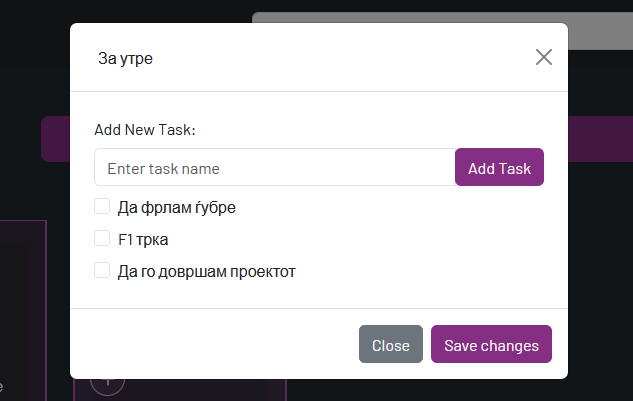 За утре
Add New Task:
Enter task name
Add Task
Да фрлам ѓубре
F1 трка
Да го довршам проектот
Close
Save changes